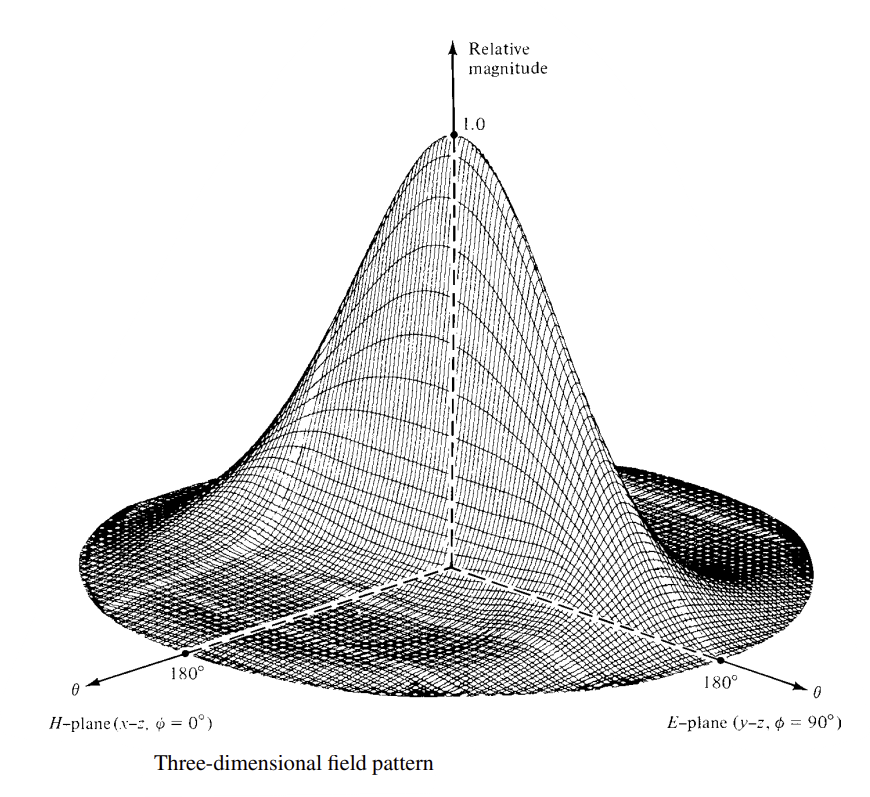 Relative
magnitude
1.0
180°
θ
H-plane (x-z, ϕ = 0°)
180°
θ
E-plane (y-z, ϕ = 90°)
Three-dimensional field pattern